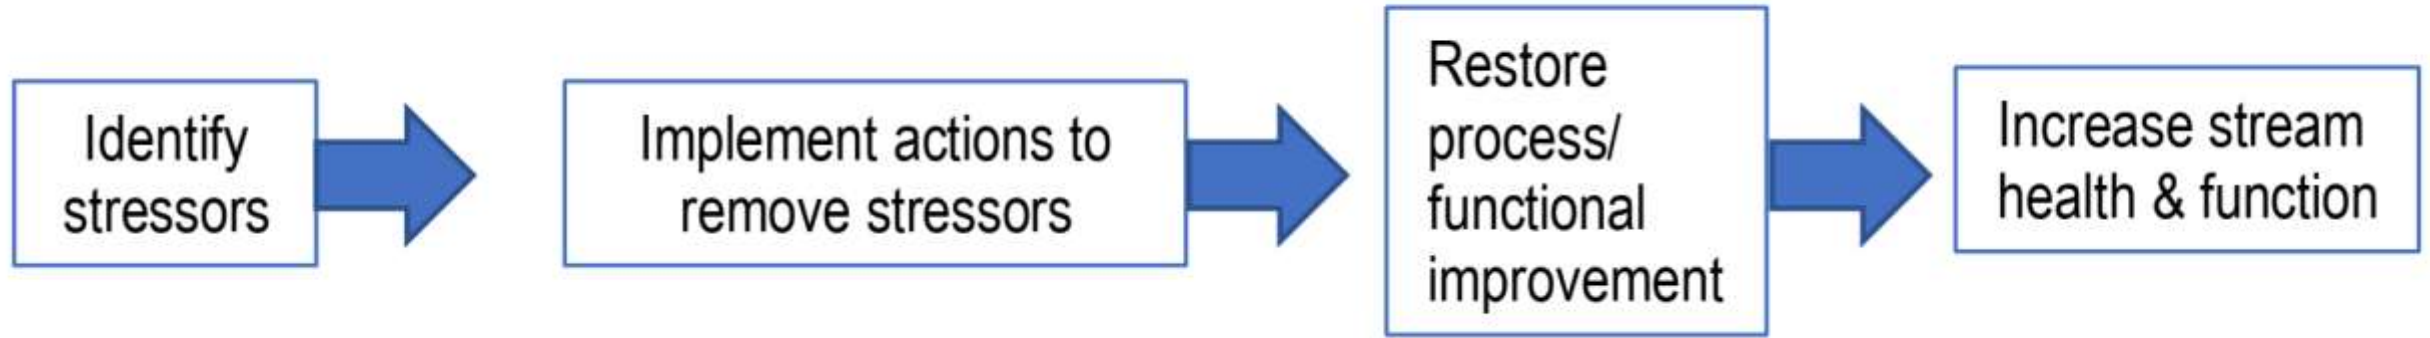 Identify
stressors
Implement actions to
remove stressors
Restore
process/
functional
improvement
Increase stream
health & function